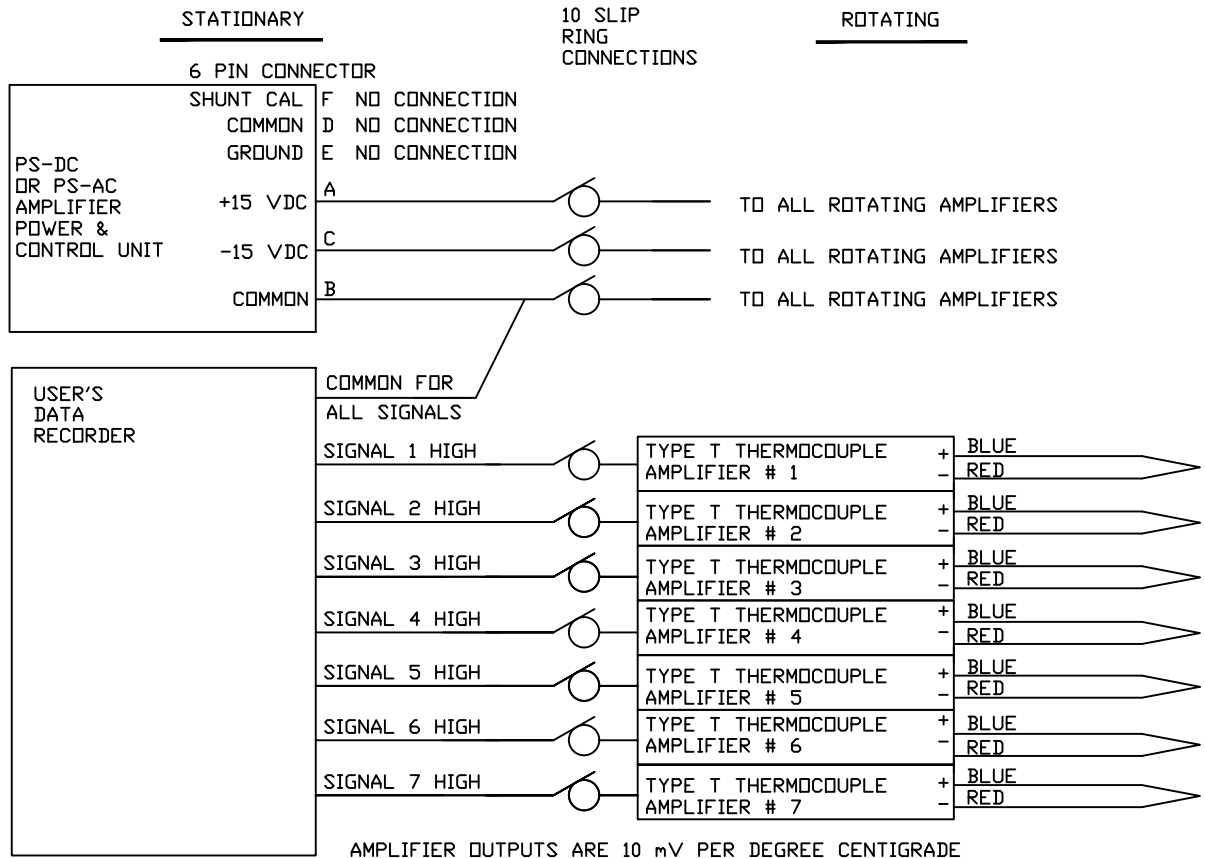 STATIONARY
10 SLIP
RING
CONNECTIONS
ROTATING
6 PIN CONNECTOR
SHUNT CAL F NO CONNECTION
COMMON D NO CONNECTION
GROUND E NO CONNECTION
PS-DC
OR PS-AC
AMPLIFIER
POWER &
CONTROL UNIT
+15 VDC A TO ALL ROTATING AMPLIFIERS
-15 VDC C TO ALL ROTATING AMPLIFIERS
COMMON B TO ALL ROTATING AMPLIFIERS
USER'S
DATA
RECORDER
COMMON FOR
ALL SIGNALS
SIGNAL 1 HIGH
TYPE T THERMOCOUPLE
AMPLIFIER # 1
+ BLUE
- RED
SIGNAL 2 HIGH
TYPE T THERMOCOUPLE
AMPLIFIER # 2
+ BLUE
- RED
SIGNAL 3 HIGH
TYPE T THERMOCOUPLE
AMPLIFIER # 3
+ BLUE
- RED
SIGNAL 4 HIGH
TYPE T THERMOCOUPLE
AMPLIFIER # 4
+ BLUE
- RED
SIGNAL 5 HIGH
TYPE T THERMOCOUPLE
AMPLIFIER # 5
+ BLUE
- RED
SIGNAL 6 HIGH
TYPE T THERMOCOUPLE
AMPLIFIER # 6
+ BLUE
- RED
SIGNAL 7 HIGH
TYPE T THERMOCOUPLE
AMPLIFIER # 7
+ BLUE
- RED
AMPLIFIER OUTPUTS ARE 10 mV PER DEGREE CENTIGRADE